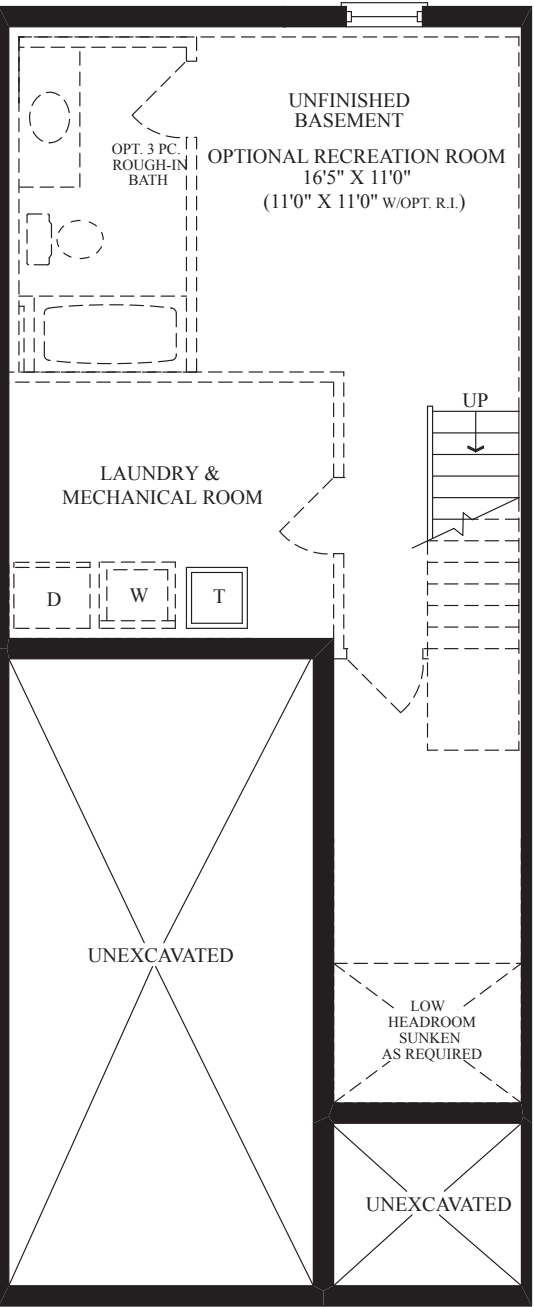 UNFINISHED
BASEMENT
OPT. 3 PC.
ROUGH-IN
BATH
OPTIONAL RECREATION ROOM
16'5" X 11'0"
(11'0" X 11'0" W/OPT. R.I.)
UP
LAUNDRY &
MECHANICAL ROOM
D
W
T
UNEXCAVATED
LOW
HEADROOM
SUNKEN
AS REQUIRED
UNEXCAVATED